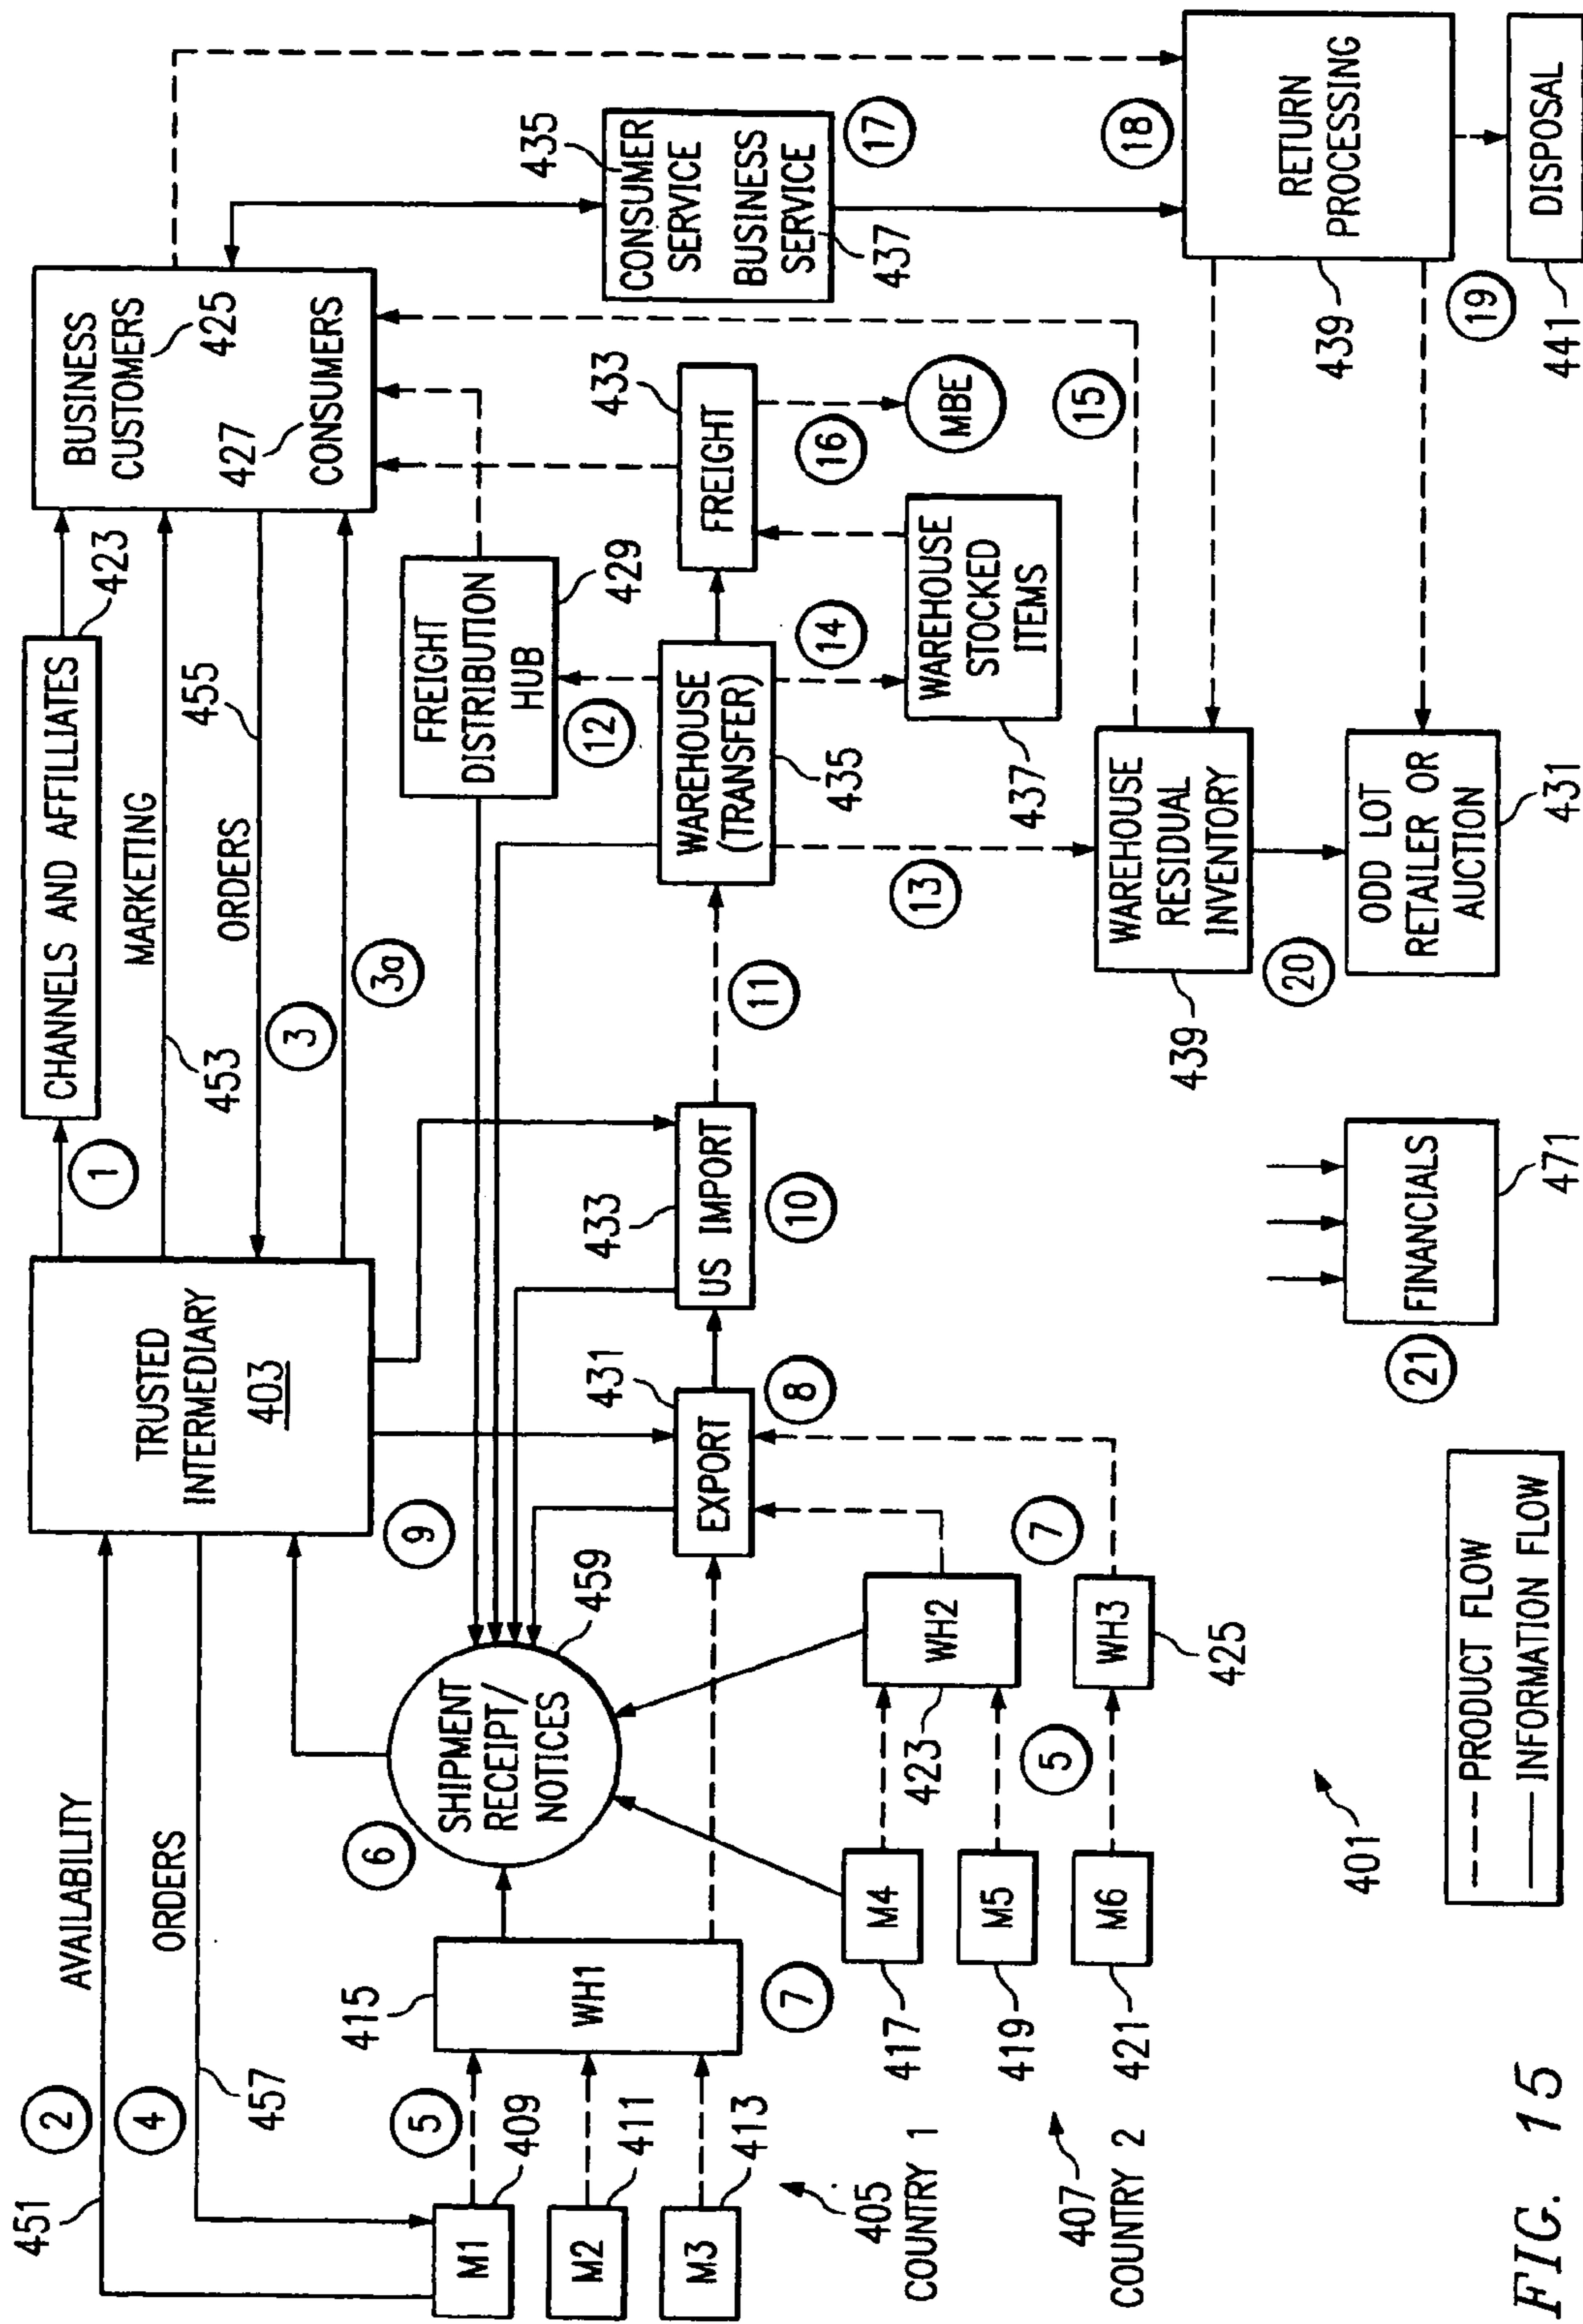 451
2
AVAILABILITY
4
ORDERS
457
TRUSTED
INTERMEDIARY
403
1
CHANNELS AND AFFILLIATES
423
MARKETING
453
ORDERS
455
3
3a
BUSINESS
CUSTOMERS
425
427
CONSUMERS
M1
409
M2
411
M3
413
5
415
WH1
7
405
COUNTRY 1
6
SHIPMENT
RECEIPT/
NOTICES
459
9
M4
417
M5
419
M6
421
5
423
WH2
WH3
425
7
407
COUNTRY 2
431
EXPORT
8
433
US IMPORT
10
11
FREIGHT
DISTRIBUTION
HUB
429
12
WAREHOUSE
(TRANSFER)
435
13
14
FREIGHT
433
16
MBE
WAREHOUSE
STOCKED
ITEMS
437
15
WAREHOUSE
RESIDUAL
INVENTORY
439
20
ODD LOT
RETAILER OR
AUCTION
431
435
CONSUMER
SERVICE
BUSINESS
SERVICE
437
17
18
RETURN
PROCESSING
439
19
DISPOSAL
441
FINANCIALS
471
21
401
PRODUCT FLOW
INFORMATION FLOW
FIG. 15